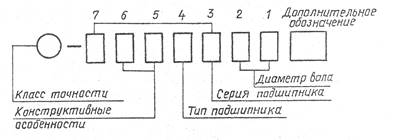 7 6 5 4 3 2 1 Дополнительное
обозначение
Диаметр вала
Класс точности
Серия подшипника
Конструктивные
особенности
Тип подшипника